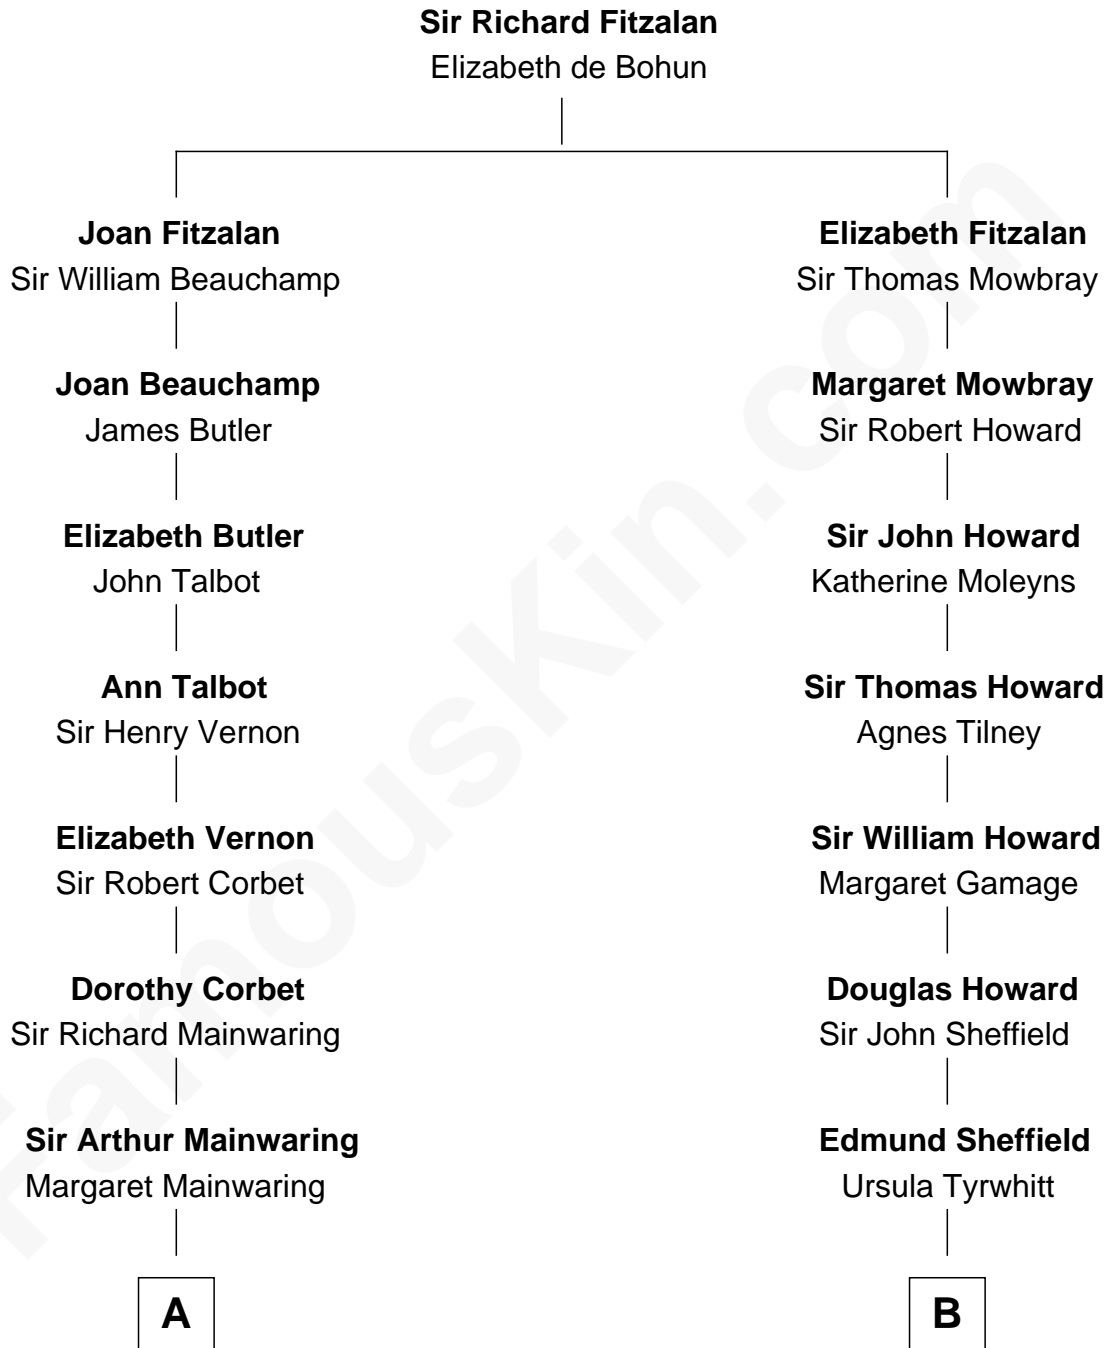 Sir Richard Fitzalan
Elizabeth de Bohun
Joan Fitzalan
Sir William Beauchamp
Elizabeth Fitzalan
Sir Thomas Mowbray
Joan Beauchamp
James Butler
Margaret Mowbray
Sir Robert Howard
Elizabeth Butler
John Talbot
Sir John Howard
Katherine Moleyns
Ann Talbot
Sir Henry Vernon
Sir Thomas Howard
Agnes Tilney
Elizabeth Vernon
Sir Robert Corbet
Sir William Howard
Margaret Gamage
Dorothy Corbet
Sir Richard Mainwaring
Douglas Howard
Sir John Sheffield
Sir Arthur Mainwaring
Margaret Mainwaring
Edmund Sheffield
Ursula Tyrwhitt
A
B
FamousKin.com